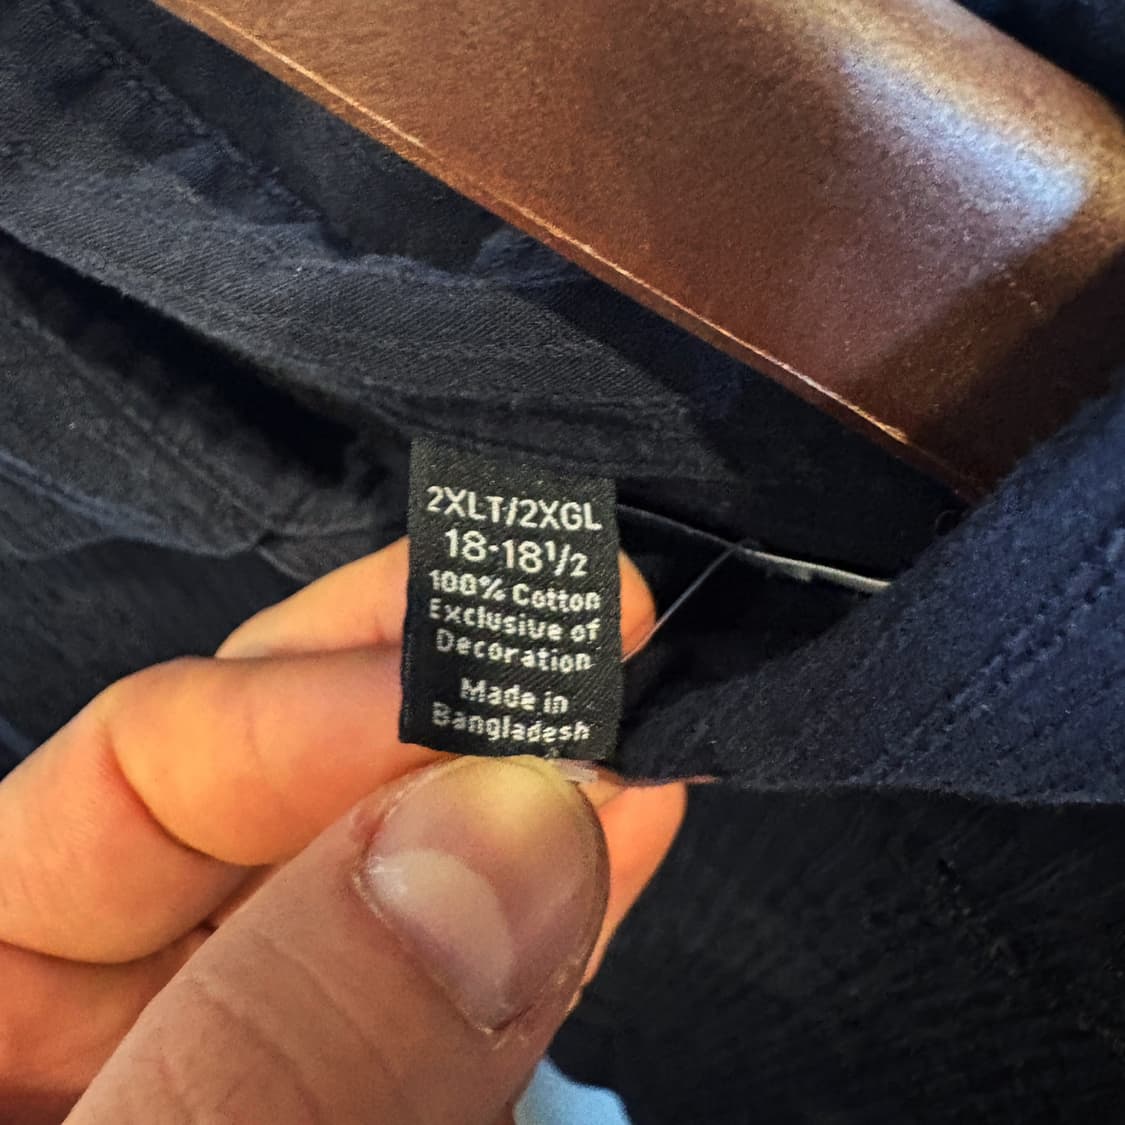 2XLT/2XGL
18-18½
100% Cotton
Exclusive of
Decoration
Made in
Bangladesh